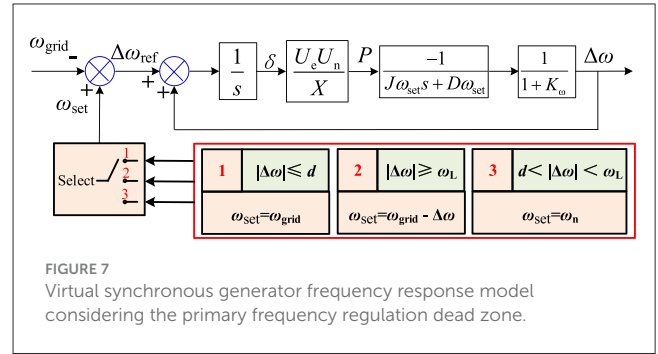 ω_grid - Δω_ref + 1/s δ U_e U_n / X P -1 / Jω_set s + Dω_set 1 / 1 + K_ω Δω
+ ω_set +
Select 1 2 3
1 |Δω| ≤ d 2 |Δω| ≥ ω_L 3 d < |Δω| < ω_L
ω_set=ω_grid ω_set=ω_grid - Δω ω_set=ω_n
FIGURE 7
Virtual synchronous generator frequency response model
considering the primary frequency regulation dead zone.